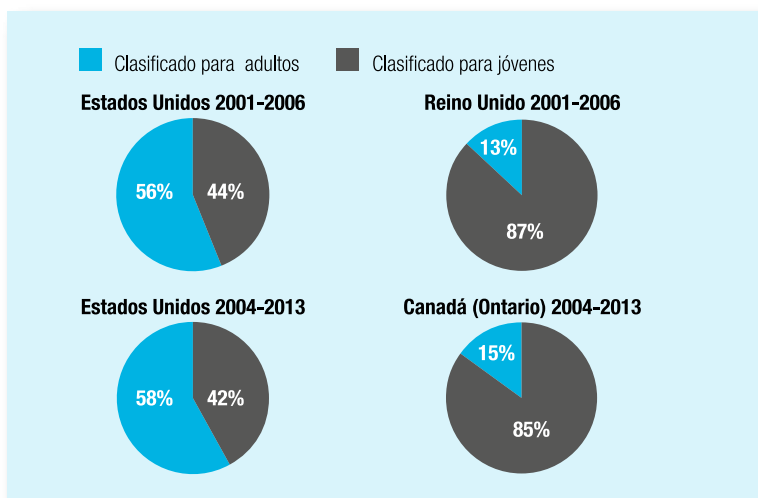 Clasificado para adultos Clasificado para jóvenes
Estados Unidos 2001-2006 Reino Unido 2001-2006
56% 44% 13%
87%
Estados Unidos 2004-2013 Canadá (Ontario) 2004-2013
58% 42% 15%
85%